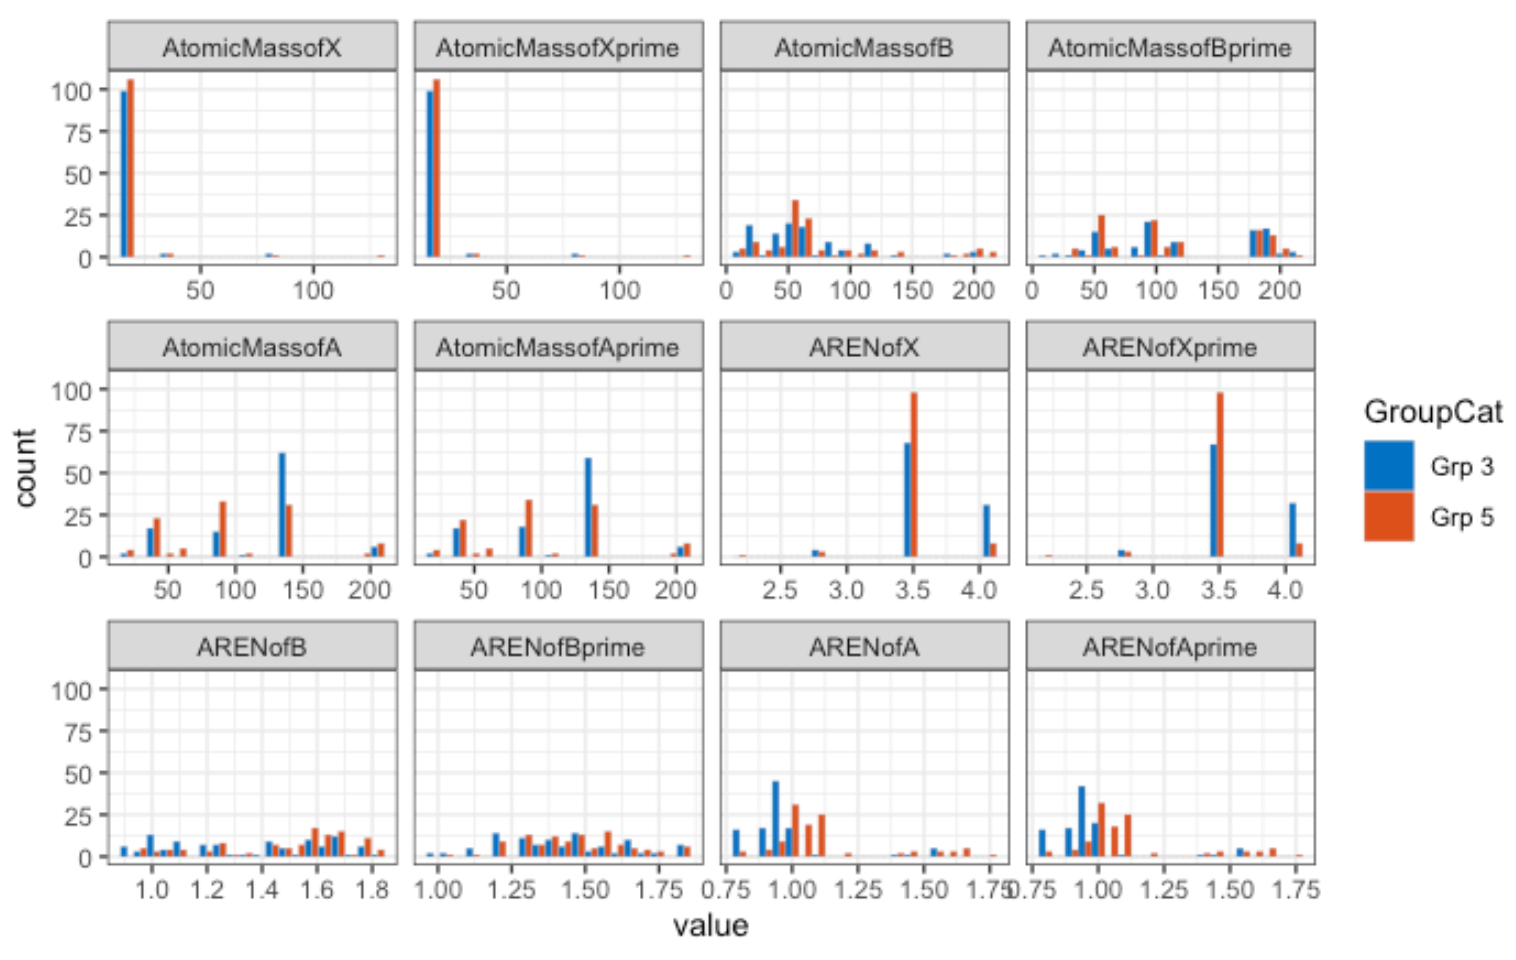 AtomicMassofX AtomicMassofXprime AtomicMassofB AtomicMassofBprime
100
75
50
25
0
50 100 50 100 0 50 100 150 200 0 50 100 150 200
AtomicMassofA AtomicMassofAprime ARENofX ARENofXprime
100
75
50
25
0
50 100 150 200 50 100 150 200 2.5 3.0 3.5 4.0 2.5 3.0 3.5 4.0
ARENofB ARENofBprime ARENofA ARENofAprime
100
75
50
25
0
1.0 1.2 1.4 1.6 1.8 1.00 1.25 1.50 1.75 0.75 1.00 1.25 1.50 1.75 0.75 1.00 1.25 1.50 1.75
count
value
GroupCat
Grp 3
Grp 5